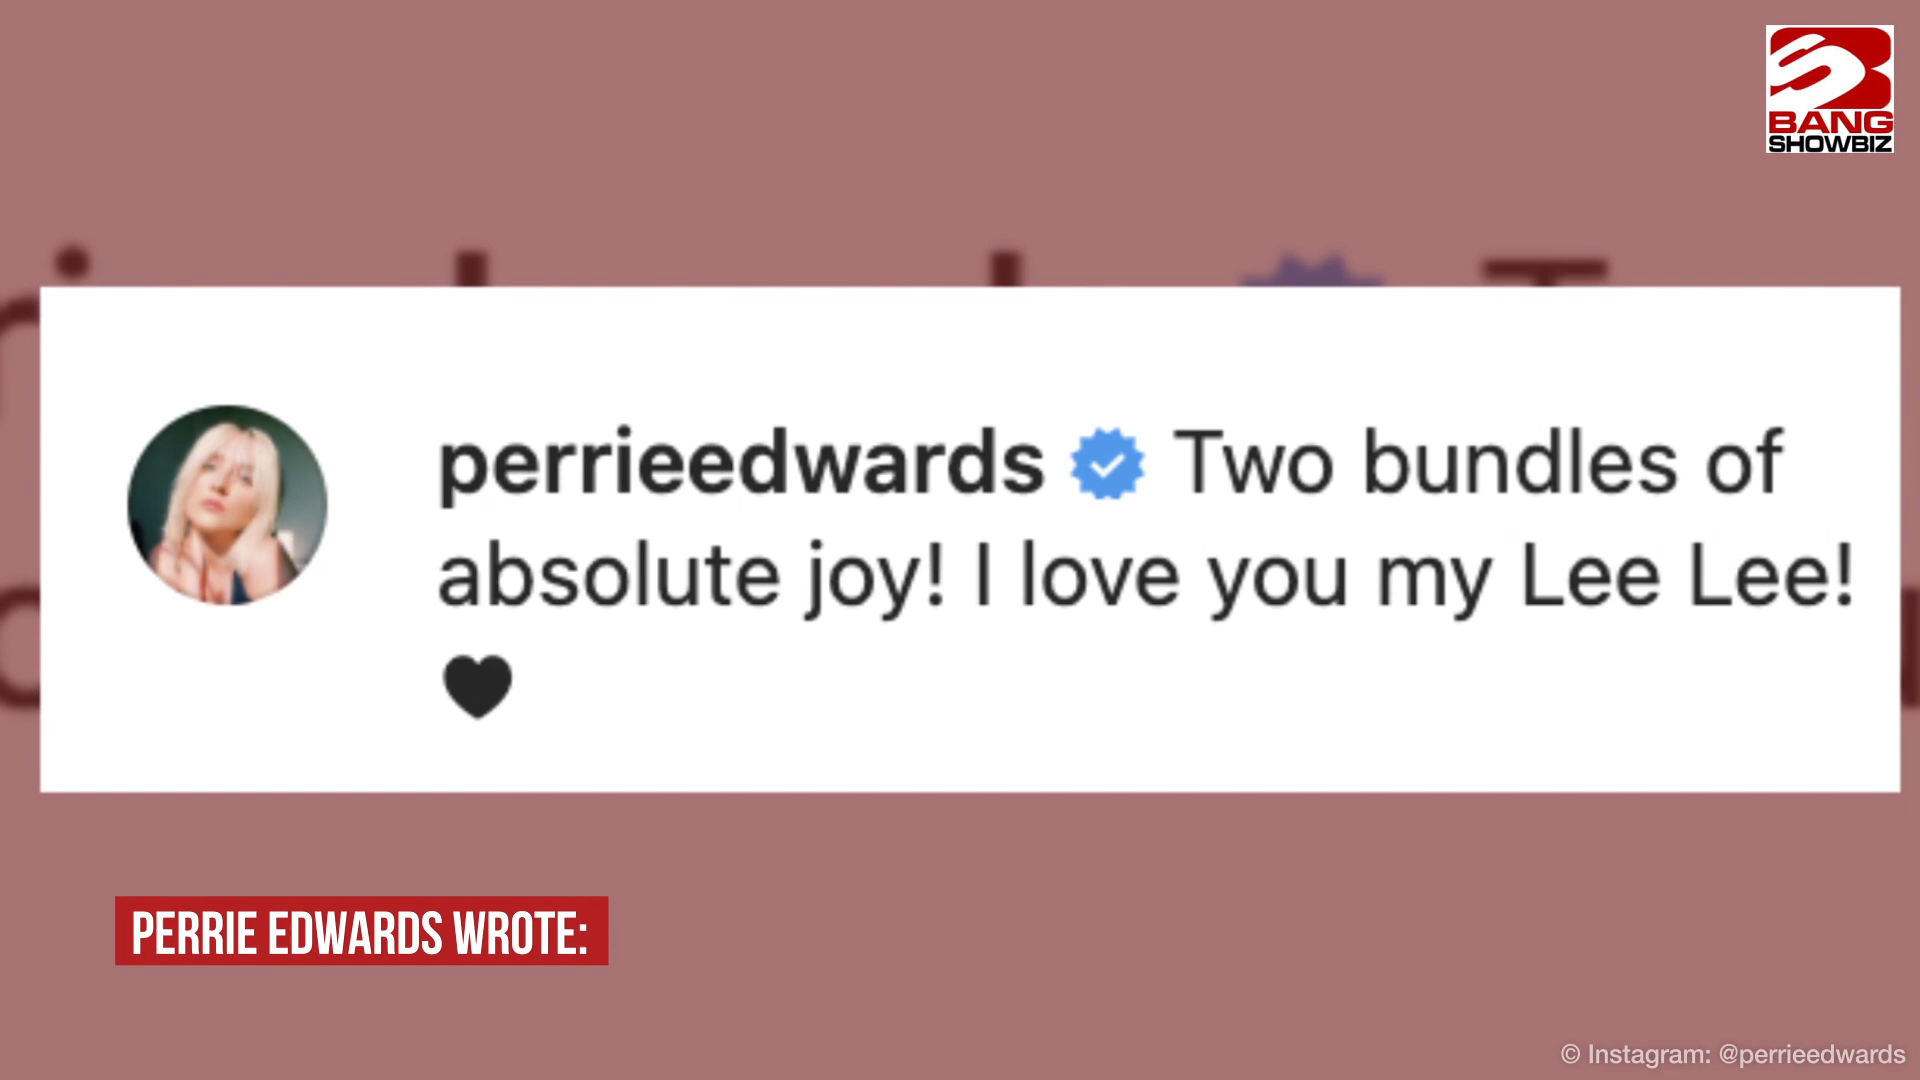 BANG
SHOWBIZ
perrieedwards Two bundles of
absolute joy! I love you my Lee Lee!
🖤
PERRIE EDWARDS WROTE:
© Instagram: @perrieedwards